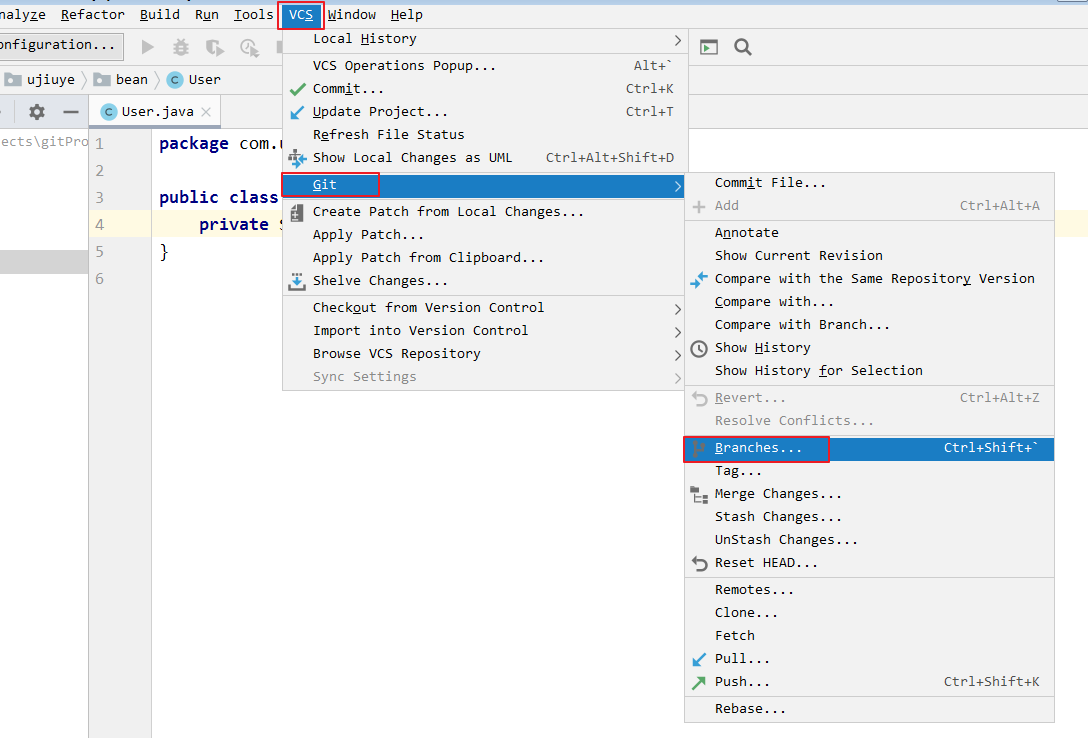 nalyze Refactor Build Run Tools VCS Window Help
onfiguration...
ujiuye bean C User
C User.java
ects\gitPro
1 package com.u
2
3 public class
4 private S
5 }
6
Local History
VCS Operations Popup... Alt+`
Commit... Ctrl+K
Update Project... Ctrl+T
Refresh File Status
Show Local Changes as UML Ctrl+Alt+Shift+D
Git
Create Patch from Local Changes...
Apply Patch...
Apply Patch from Clipboard...
Shelve Changes...
Checkout from Version Control
Import into Version Control
Browse VCS Repository
Sync Settings
Commit File...
Add Ctrl+Alt+A
Annotate
Show Current Revision
Compare with the Same Repository Version
Compare with...
Compare with Branch...
Show History
Show History for Selection
Revert... Ctrl+Alt+Z
Resolve Conflicts...
Branches... Ctrl+Shift+`
Tag...
Merge Changes...
Stash Changes...
UnStash Changes...
Reset HEAD...
Remotes...
Clone...
Fetch
Pull...
Push... Ctrl+Shift+K
Rebase...